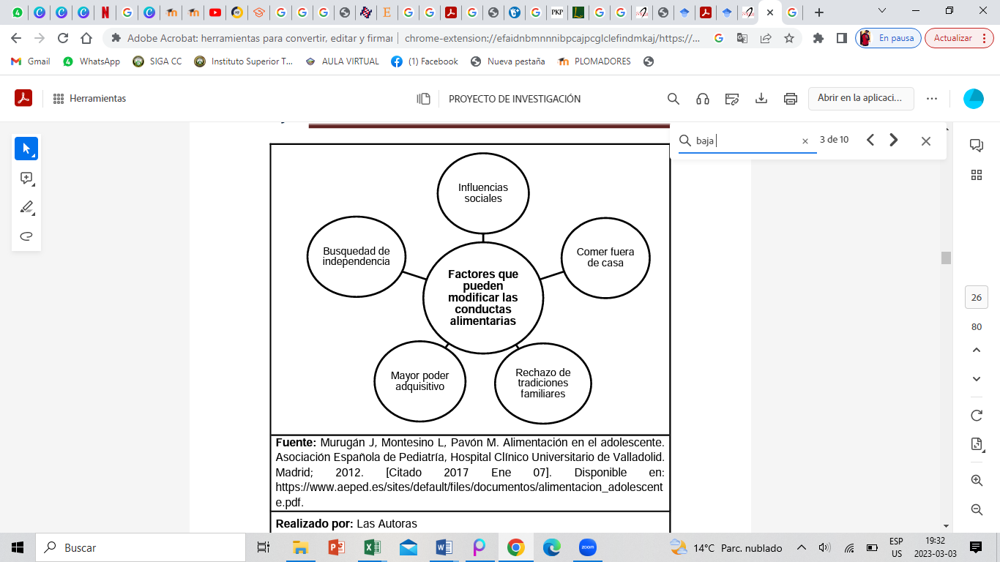 Adobe Acrobat: herramientas para convertir, editar y firmar
chrome-extension://efaidnbmnnnibpcajpcglclefindmkaj/https://...
En pausa
Actualizar
Gmail
WhatsApp
SIGA CC
Instituto Superior T...
AULA VIRTUAL
(1) Facebook
Nueva pestaña
PLOMADORES
Herramientas
PROYECTO DE INVESTIGACIÓN
Abrir en la aplicaci...
baja
3 de 10
Influencias
sociales
Busquedad de
independencia
Comer fuera
de casa
Factores que
pueden
modificar las
conductas
alimentarias
Mayor poder
adquisitivo
Rechazo de
tradiciones
familiares
26
80
Fuente: Murugán J, Montesino L, Pavón M. Alimentación en el adolescente.
Asociación Española de Pediatría, Hospital Clínico Universitario de Valladolid.
Madrid; 2012. [Citado 2017 Ene 07]. Disponible en:
https://www.aeped.es/sites/default/files/documentos/alimentacion_adolescent
e.pdf.
Realizado por: Las Autoras
Buscar
14°C Parc. nublado
ESP
US
19:32
2023-03-03